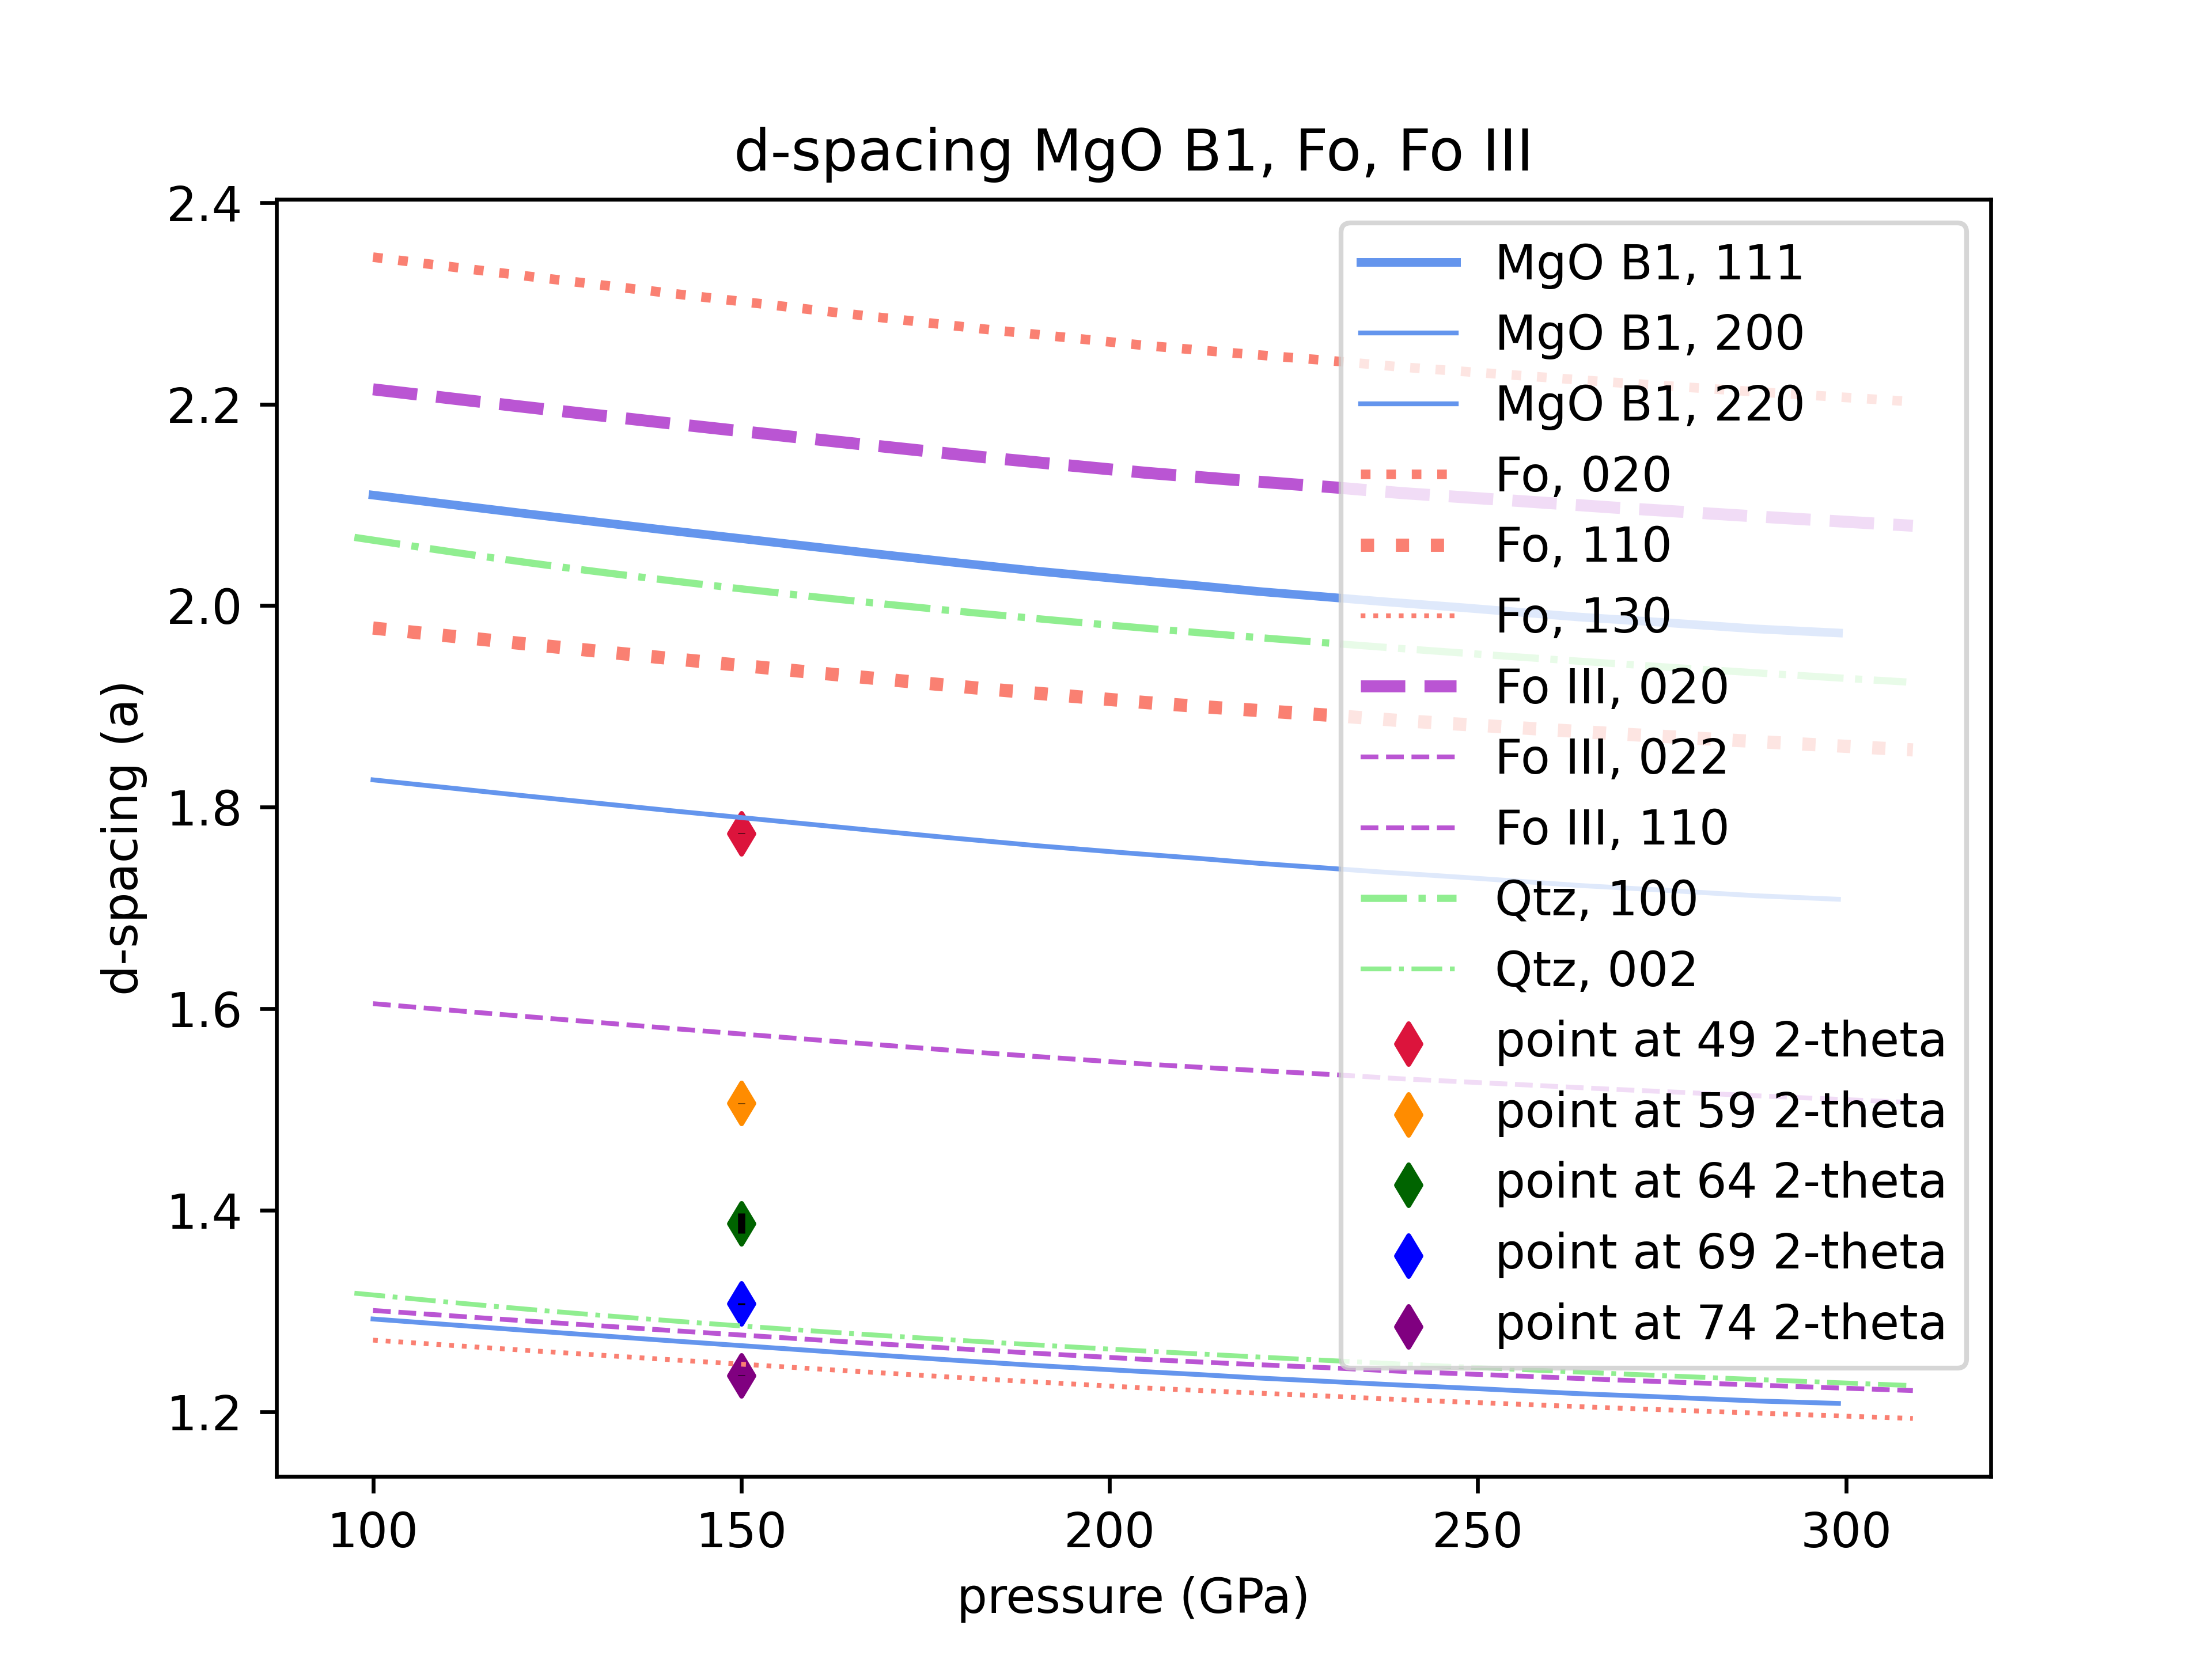 d-spacing MgO B1, Fo, Fo III
2.4
2.2
2.0
1.8
1.6
1.4
1.2
d-spacing (a)
MgO B1, 111
MgO B1, 200
MgO B1, 220
Fo, 020
Fo, 110
Fo, 130
Fo III, 020
Fo III, 022
Fo III, 110
Qtz, 100
Qtz, 002
point at 49 2-theta
point at 59 2-theta
point at 64 2-theta
point at 69 2-theta
point at 74 2-theta
100 150 200 250 300
pressure (GPa)